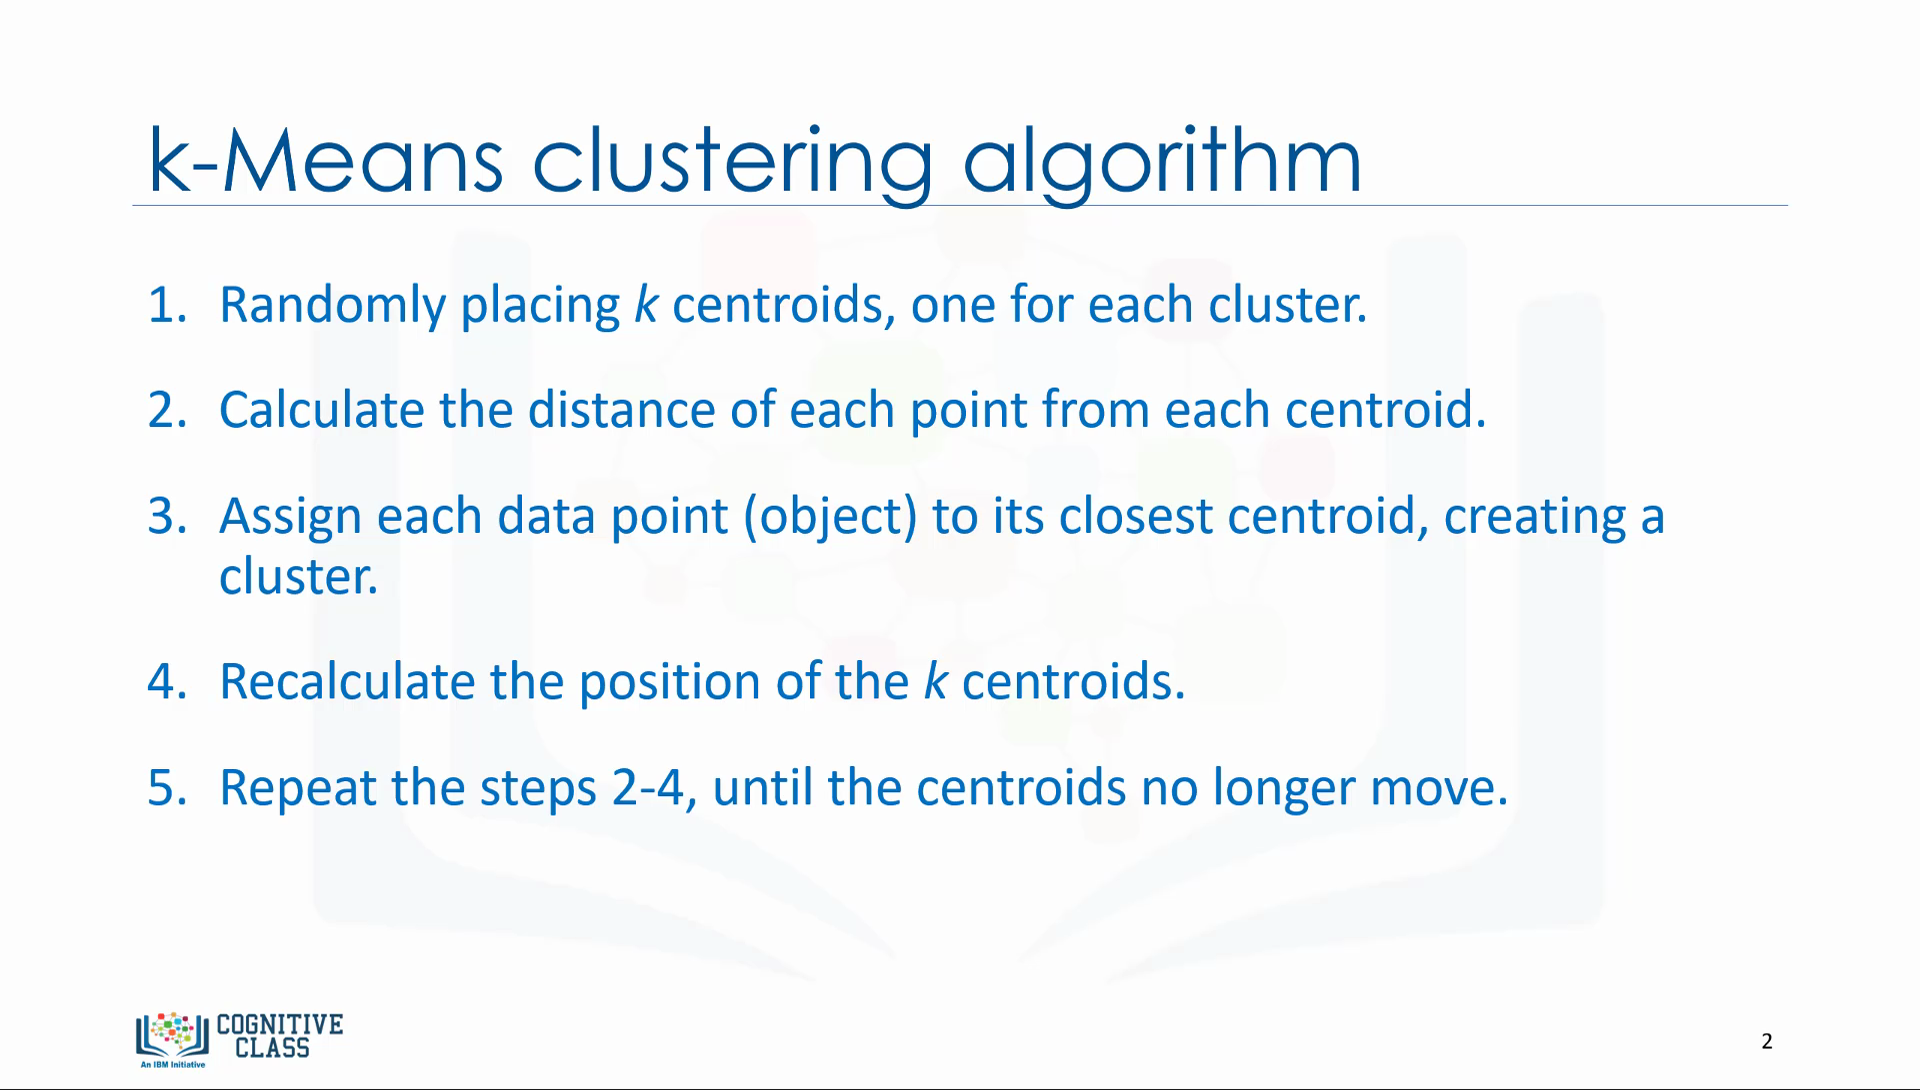 k-Means clustering algorithm
1. Randomly placing k centroids, one for each cluster.
2. Calculate the distance of each point from each centroid.
3. Assign each data point (object) to its closest centroid, creating a
cluster.
4. Recalculate the position of the k centroids.
5. Repeat the steps 2-4, until the centroids no longer move.
COGNITIVE
CLASS
An IBM Initiative
2